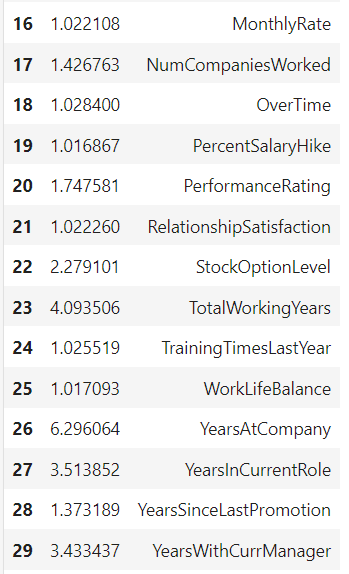 16 1.022108 MonthlyRate
17 1.426763 NumCompaniesWorked
18 1.028400 OverTime
19 1.016867 PercentSalaryHike
20 1.747581 PerformanceRating
21 1.022260 RelationshipSatisfaction
22 2.279101 StockOptionLevel
23 4.093506 TotalWorkingYears
24 1.025519 TrainingTimesLastYear
25 1.017093 WorkLifeBalance
26 6.296064 YearsAtCompany
27 3.513852 YearsInCurrentRole
28 1.373189 YearsSinceLastPromotion
29 3.433437 YearsWithCurrManager